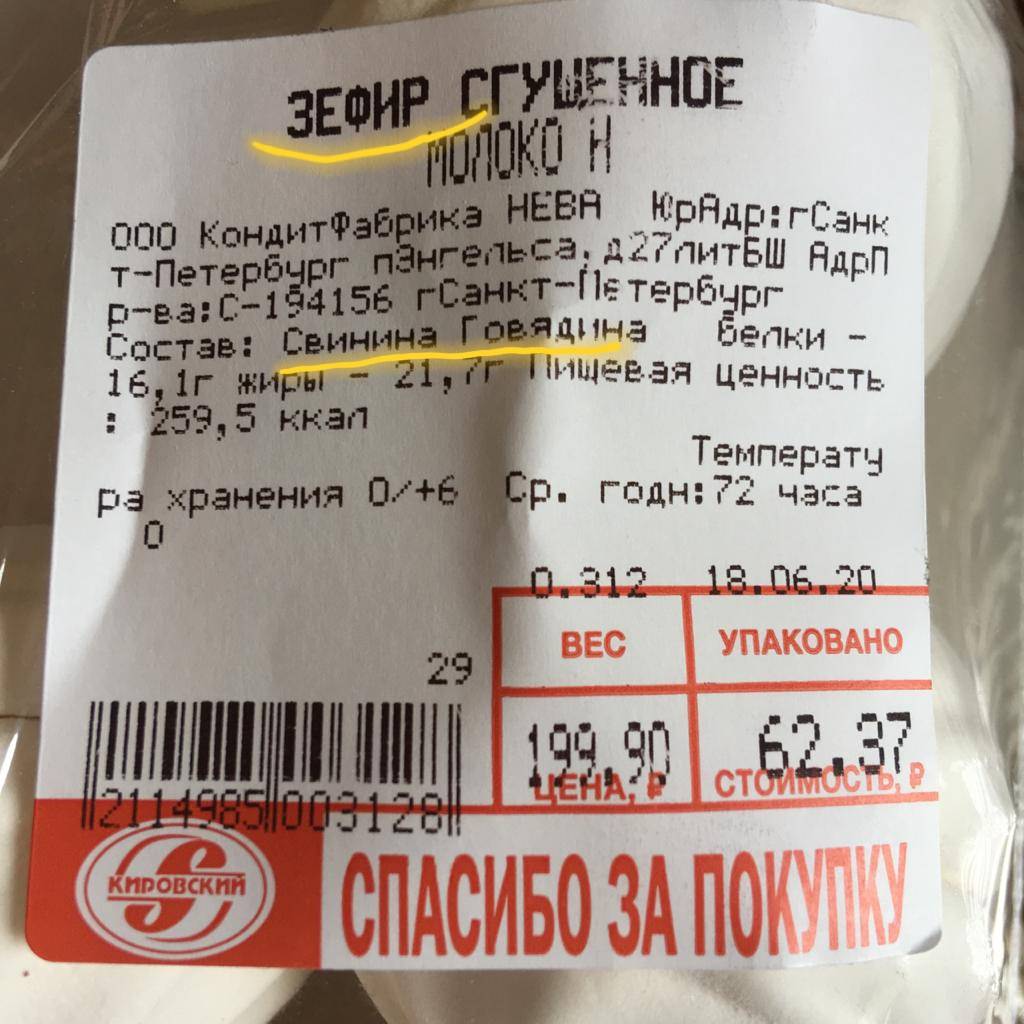 ЗЕФИР СГУЩЕННОЕ
МОЛОКО Н
ООО КондитФабрика НЕВА ЮрАдр:гСанк
т-Петербург пЭнгельса,д27литБШ АдрП
р-ва:С-194156 гСанкт-Петербург
Состав: Свинина Говядина белки -
16,1г жиры - 21,7г Пищевая ценность
: 259,5 ккал
Температу
ра хранения 0/+6 Ср. годн:72 часа
0
0.312 18.06.20
ВЕС УПАКОВАНО
29
199.90 62.37
ЦЕНА, ₽ СТОИМОСТЬ, ₽
2114985003128
КИРОВСКИЙ
СПАСИБО ЗА ПОКУПКУ